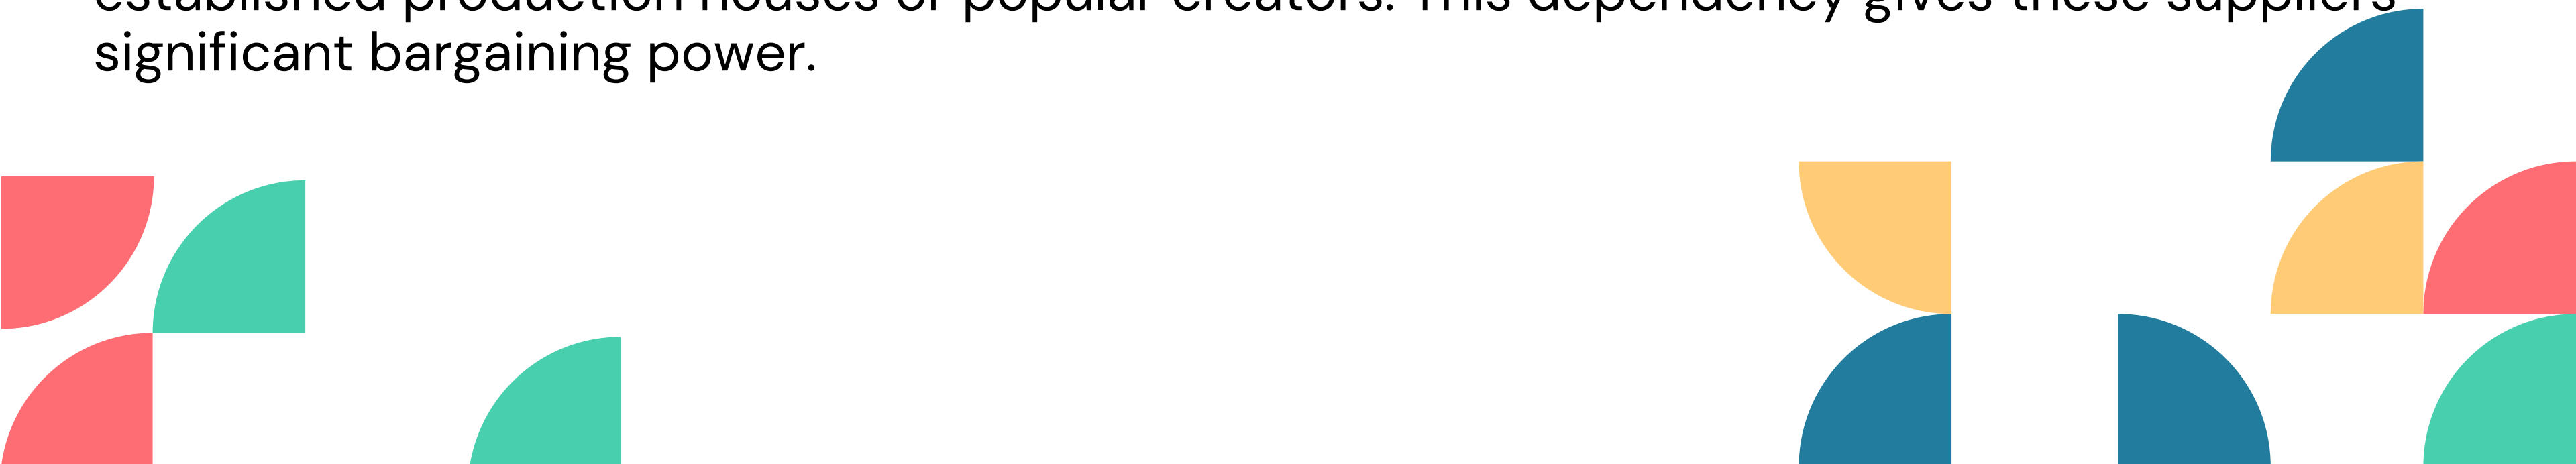 established production houses or popular creators. This dependency gives these suppliers
significant bargaining power.